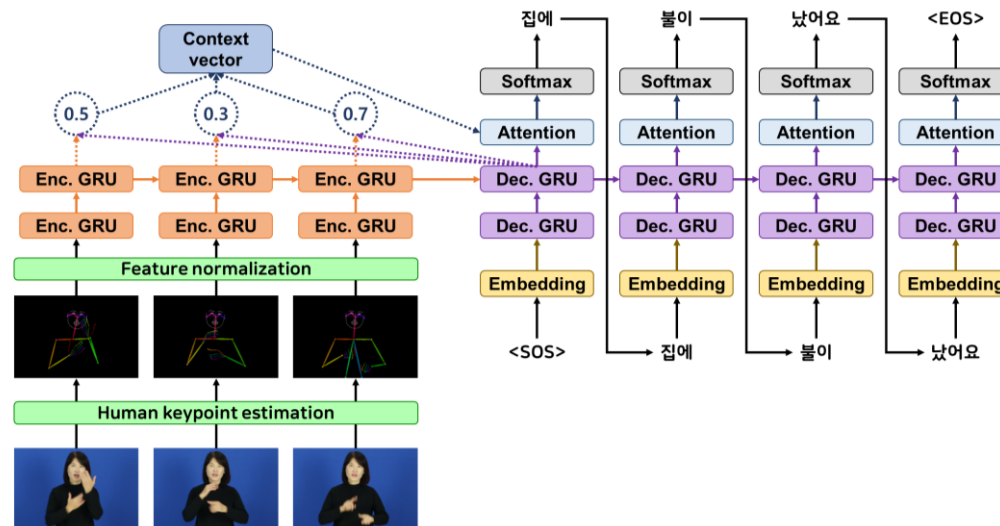 집에 불이 났어요 <EOS>
Context vector
Softmax Softmax Softmax Softmax
0.5 0.3 0.7
Attention Attention Attention Attention
Enc. GRU Enc. GRU Enc. GRU Dec. GRU Dec. GRU Dec. GRU Dec. GRU
Enc. GRU Enc. GRU Enc. GRU Dec. GRU Dec. GRU Dec. GRU Dec. GRU
Feature normalization
Embedding Embedding Embedding Embedding
<SOS> 집에 불이 났어요
Human keypoint estimation